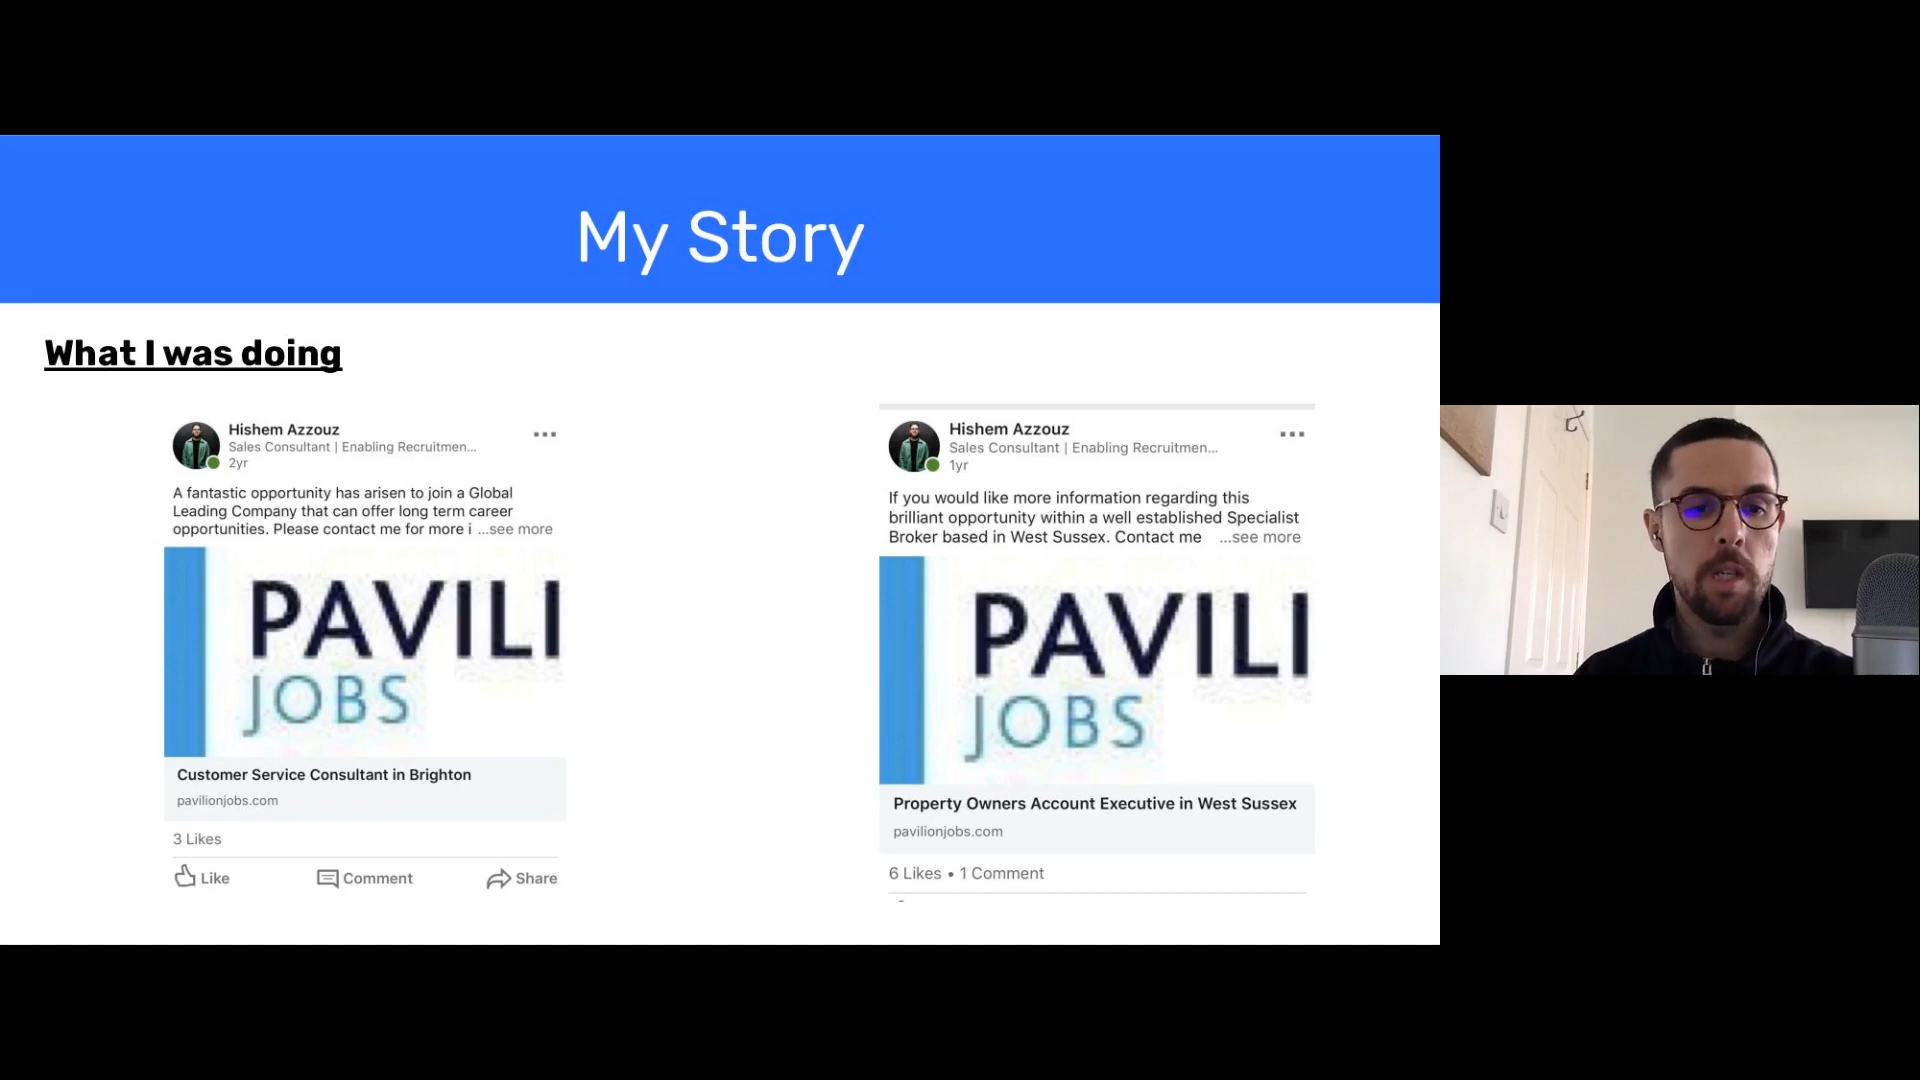 My Story
What I was doing
Hishem Azzouz
Sales Consultant | Enabling Recruitmen...
2yr
A fantastic opportunity has arisen to join a Global
Leading Company that can offer long term career
opportunities. Please contact me for more i ...see more
PAVILI
JOBS
Customer Service Consultant in Brighton
pavilionjobs.com
3 Likes
Like Comment Share
Hishem Azzouz
Sales Consultant | Enabling Recruitmen...
1yr
If you would like more information regarding this
brilliant opportunity within a well established Specialist
Broker based in West Sussex. Contact me ...see more
PAVILI
JOBS
Property Owners Account Executive in West Sussex
pavilionjobs.com
6 Likes • 1 Comment